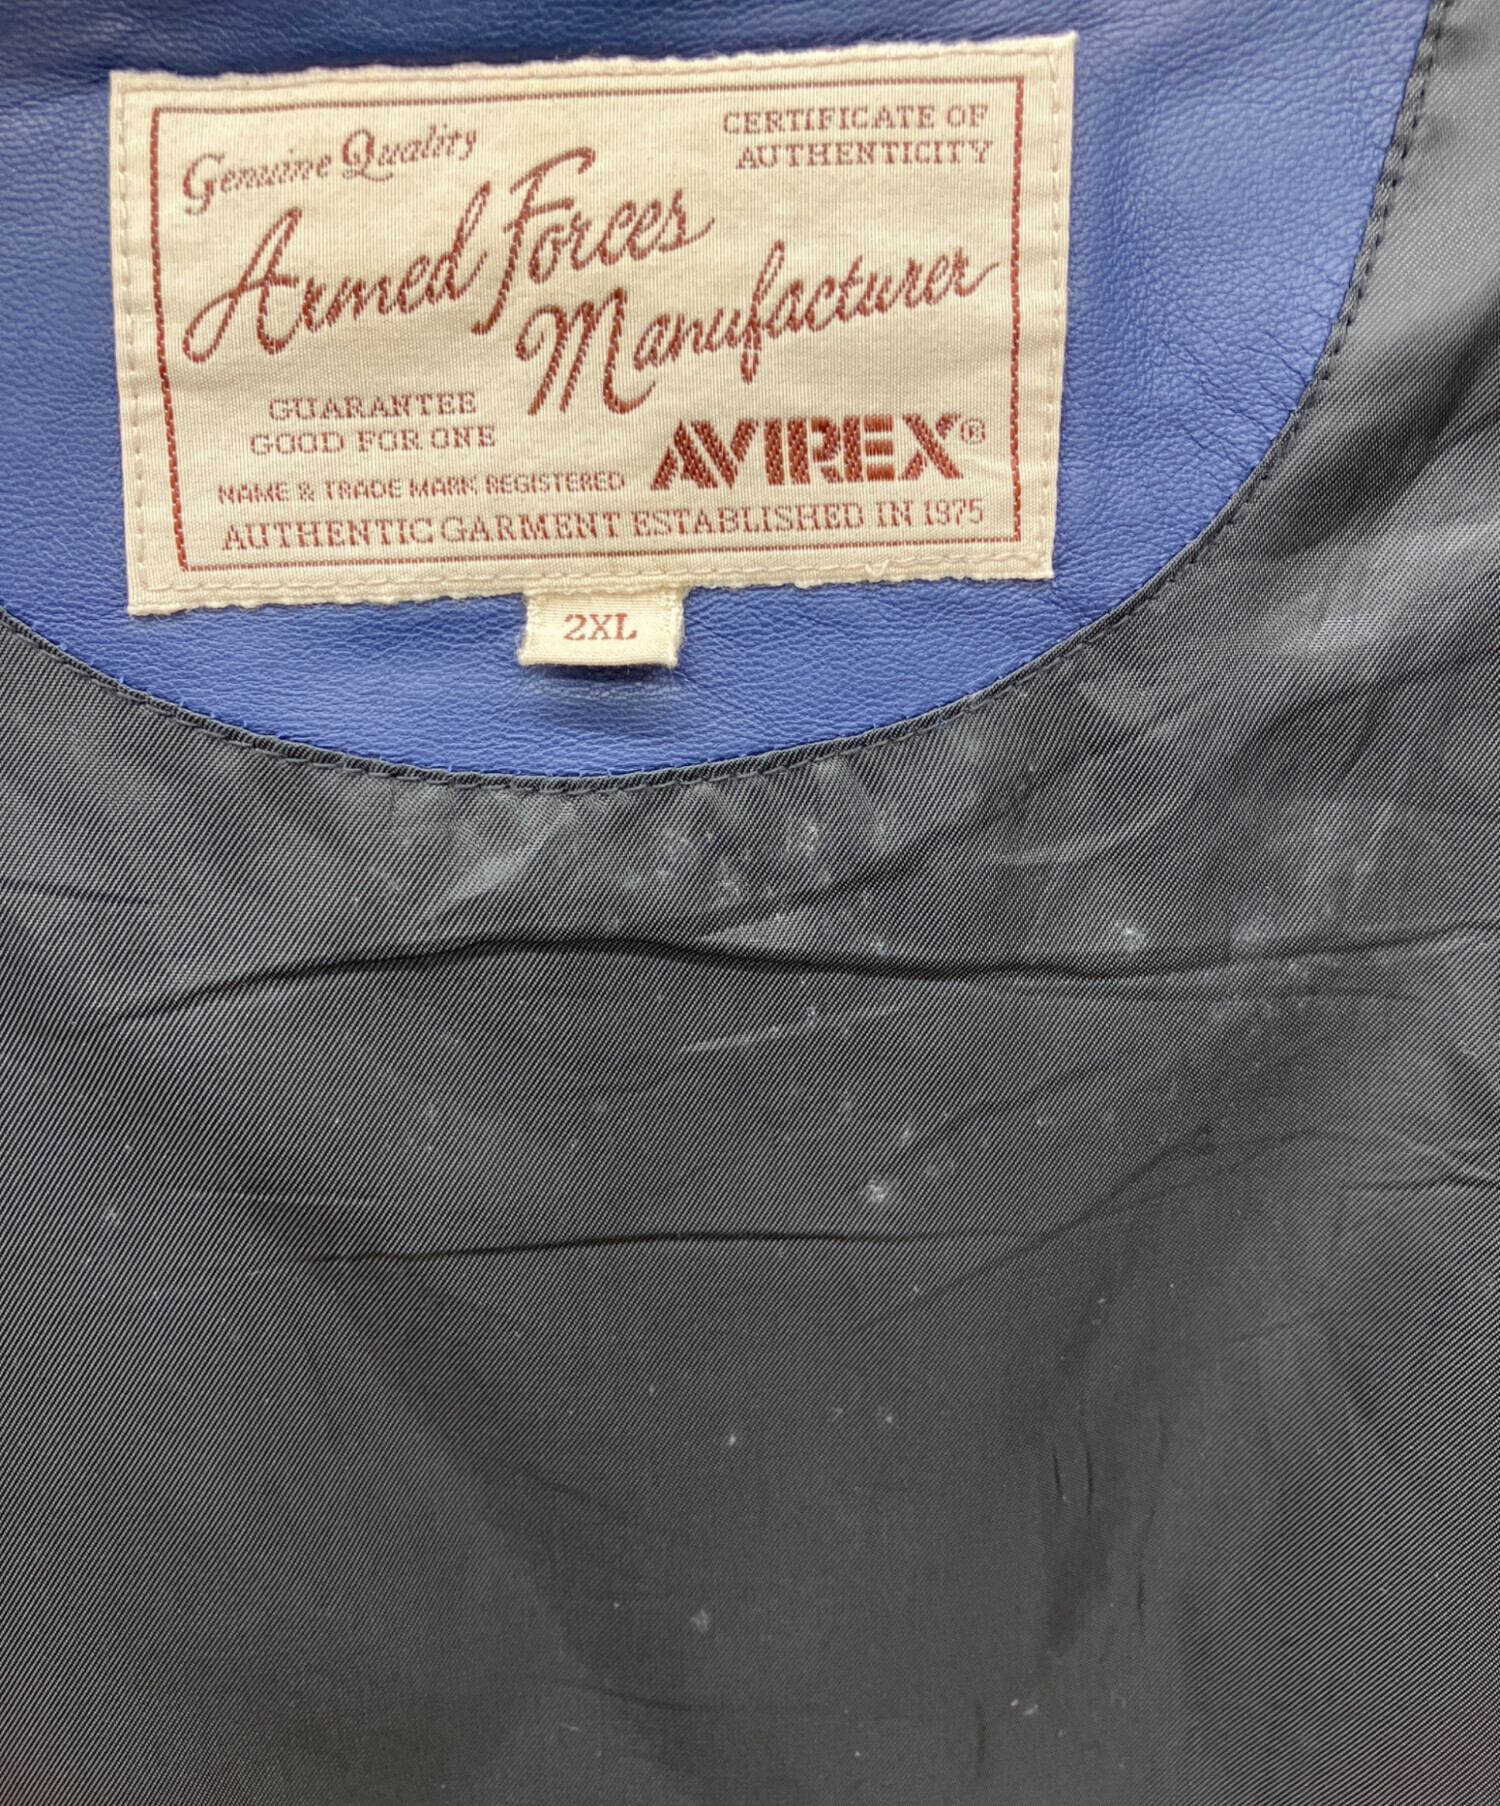 Genuine Quality
CERTIFICATE OF
AUTHENTICITY
Armed Forces
Manufacturer
GUARANTEE
GOOD FOR ONE
AVIREX®
NAME & TRADE MARK REGISTERED
AUTHENTIC GARMENT ESTABLISHED IN 1975
2XL